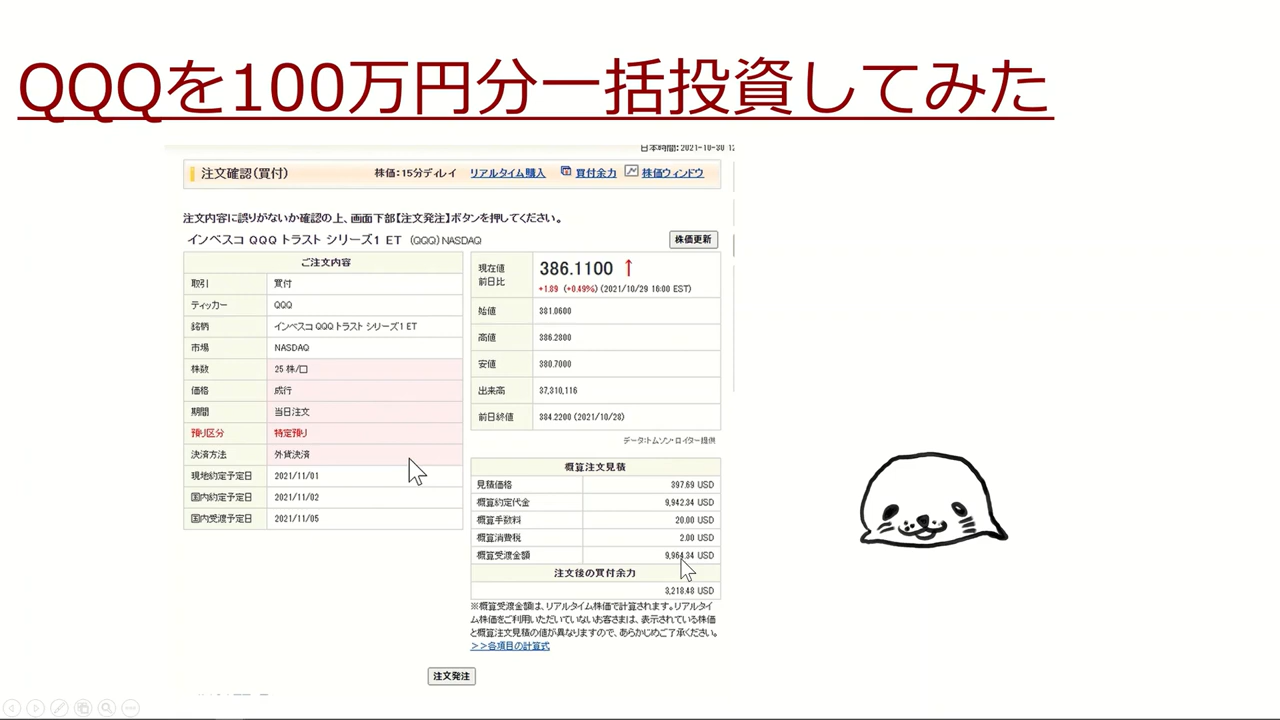 QQQを100万円分一括投資してみた
日本時間:2021-10-30 12
注文確認(買付)
株価:15分ディレイ リアルタイム購入 買付余力 株価ウィンドウ
注文内容に誤りがないか確認の上、画面下部【注文発注】ボタンを押してください。
インベスコ QQQ トラスト シリーズ1 ET (QQQ) NASDAQ
株価更新
ご注文内容
取引 買付
ティッカー QQQ
銘柄 インベスコ QQQ トラスト シリーズ1 ET
市場 NASDAQ
株数 25 株/口
価格 成行
期間 当日注文
預り区分 特定預り
決済方法 外貨決済
現地約定予定日 2021/11/01
国内約定予定日 2021/11/02
国内受渡予定日 2021/11/05
現在値 386.1100 ↑
前日比 +1.89 (+0.49%) (2021/10/29 16:00 EST)
始値 381.0600
高値 386.2800
安値 380.7000
出来高 37,310,116
前日終値 384.2200 (2021/10/28)
データ:トムソン・ロイター提供
概算注文見積
見積価格 397.69 USD
概算約定代金 9,942.34 USD
概算手数料 20.00 USD
概算消費税 2.00 USD
概算受渡金額 9,964.34 USD
注文後の買付余力
3,218.48 USD
※概算受渡金額は、リアルタイム株価で計算されます。リアルタイ
ム株価をご利用いただいていないお客さまは、表示されている株価
と概算注文見積の値が異なりますので、あらかじめご了承ください。
>>各項目の計算式
注文発注